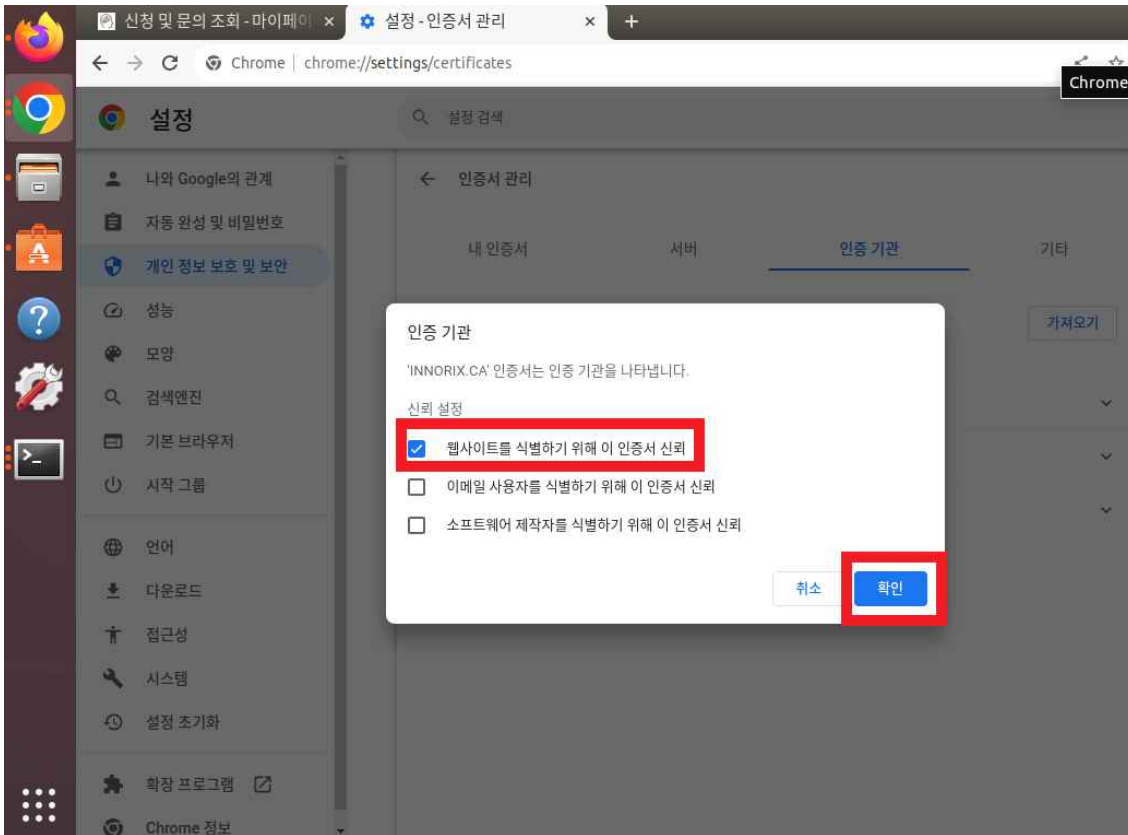 신청 및 문의 조회 - 마이페이
설정 - 인증서 관리
Chrome | chrome://settings/certificates
Chrome
설정
설정 검색
나와 Google의 관계
자동 완성 및 비밀번호
개인 정보 보호 및 보안
성능
모양
검색엔진
기본 브라우저
시작 그룹
언어
다운로드
접근성
시스템
설정 초기화
확장 프로그램
Chrome 정보
인증서 관리
내 인증서 서버 인증 기관 기타
가져오기
인증 기관
'INNORIX.CA' 인증서는 인증 기관을 나타냅니다.
신뢰 설정
웹사이트를 식별하기 위해 이 인증서 신뢰
이메일 사용자를 식별하기 위해 이 인증서 신뢰
소프트웨어 제작자를 식별하기 위해 이 인증서 신뢰
취소 확인